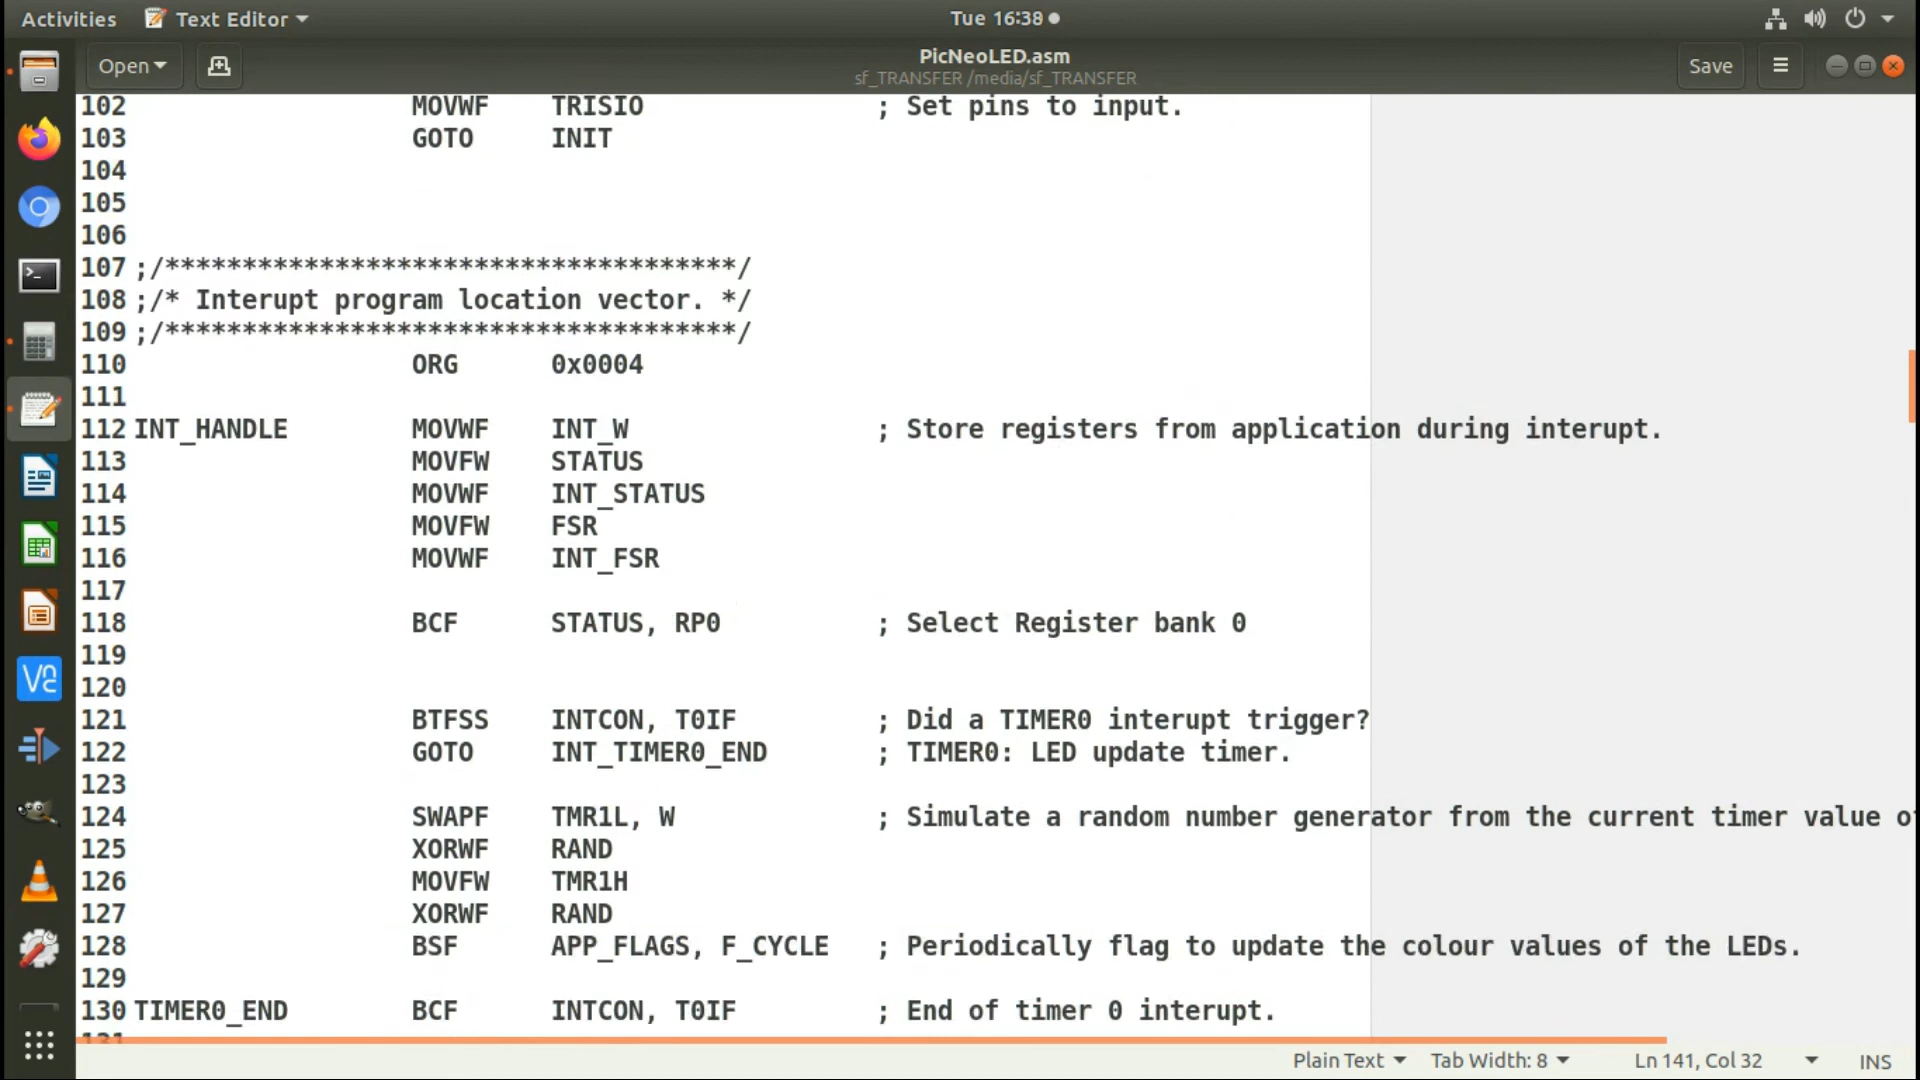 Activities Text Editor Tue 16:38
Open PicNeoLED.asm Save
sf_TRANSFER /media/sf_TRANSFER
102 MOVWF TRISIO ; Set pins to input.
103 GOTO INIT
104
105
106
107 ;/*************************************/
108 ;/* Interupt program location vector. */
109 ;/*************************************/
110 ORG 0x0004
111
112 INT_HANDLE MOVWF INT_W ; Store registers from application during interupt.
113 MOVFW STATUS
114 MOVWF INT_STATUS
115 MOVFW FSR
116 MOVWF INT_FSR
117
118 BCF STATUS, RP0 ; Select Register bank 0
119
120
121 BTFSS INTCON, T0IF ; Did a TIMER0 interupt trigger?
122 GOTO INT_TIMER0_END ; TIMER0: LED update timer.
123
124 SWAPF TMR1L, W ; Simulate a random number generator from the current timer value
125 XORWF RAND
126 MOVFW TMR1H
127 XORWF RAND
128 BSF APP_FLAGS, F_CYCLE ; Periodically flag to update the colour values of the LEDs.
129
130 TIMER0_END BCF INTCON, T0IF ; End of timer 0 interupt.
Plain Text Tab Width: 8 Ln 141, Col 32 INS